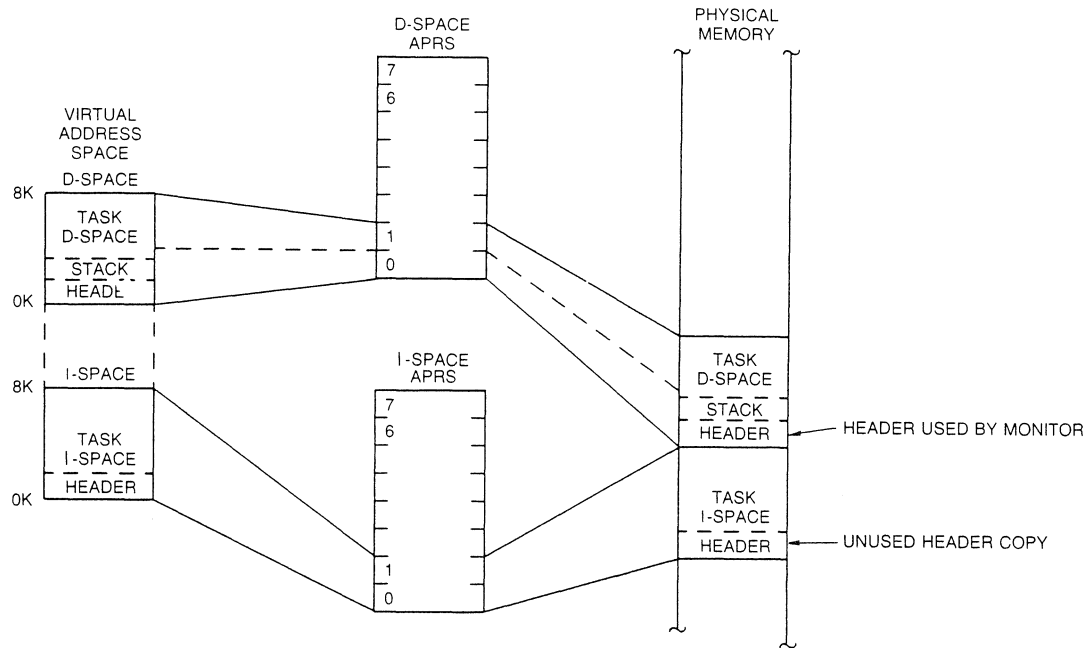 D-SPACE
APRS
7
6
1
0
VIRTUAL
ADDRESS
SPACE
D-SPACE
8K
TASK
D-SPACE
STACK
HEADE
0K
I-SPACE
8K
TASK
I-SPACE
HEADER
0K
I-SPACE
APRS
7
6
1
0
PHYSICAL
MEMORY
TASK
D-SPACE
STACK
HEADER
HEADER USED BY MONITOR
TASK
I-SPACE
HEADER
UNUSED HEADER COPY